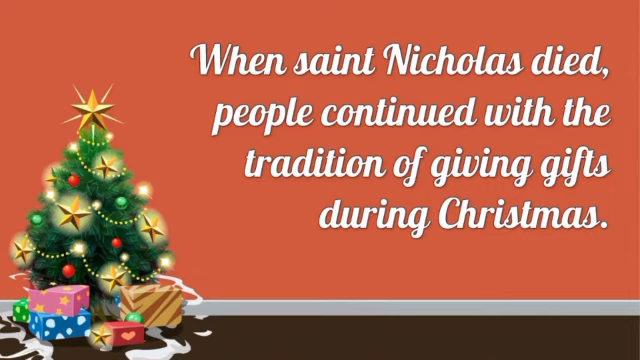 When saint Nicholas died,
people continued with the
tradition of giving gifts
during Christmas.